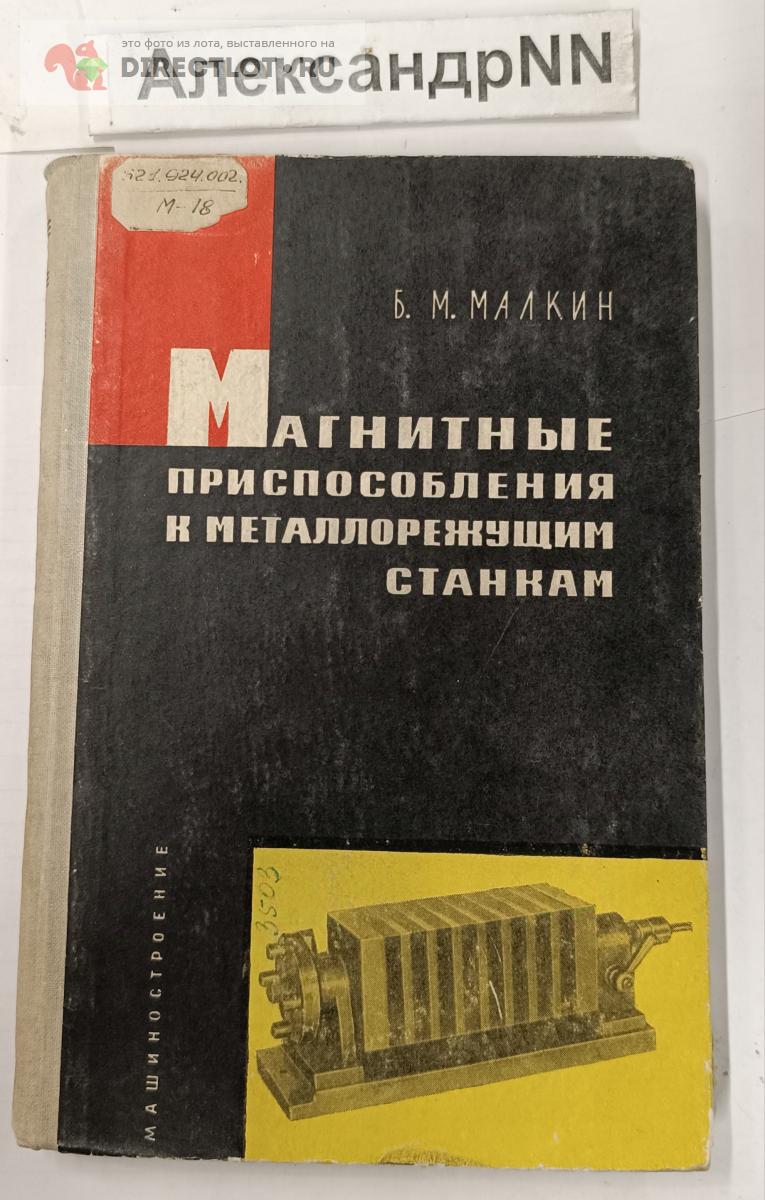 это фото из лота, выставленного на
DIRECTLOT.RU
АлександрNN
621.924.002.
М-18
Б. М. МАЛКИН
МАГНИТНЫЕ
ПРИСПОСОБЛЕНИЯ
К МЕТАЛЛОРЕЖУЩИМ
СТАНКАМ
МАШИНОСТРОЕНИЕ
3503